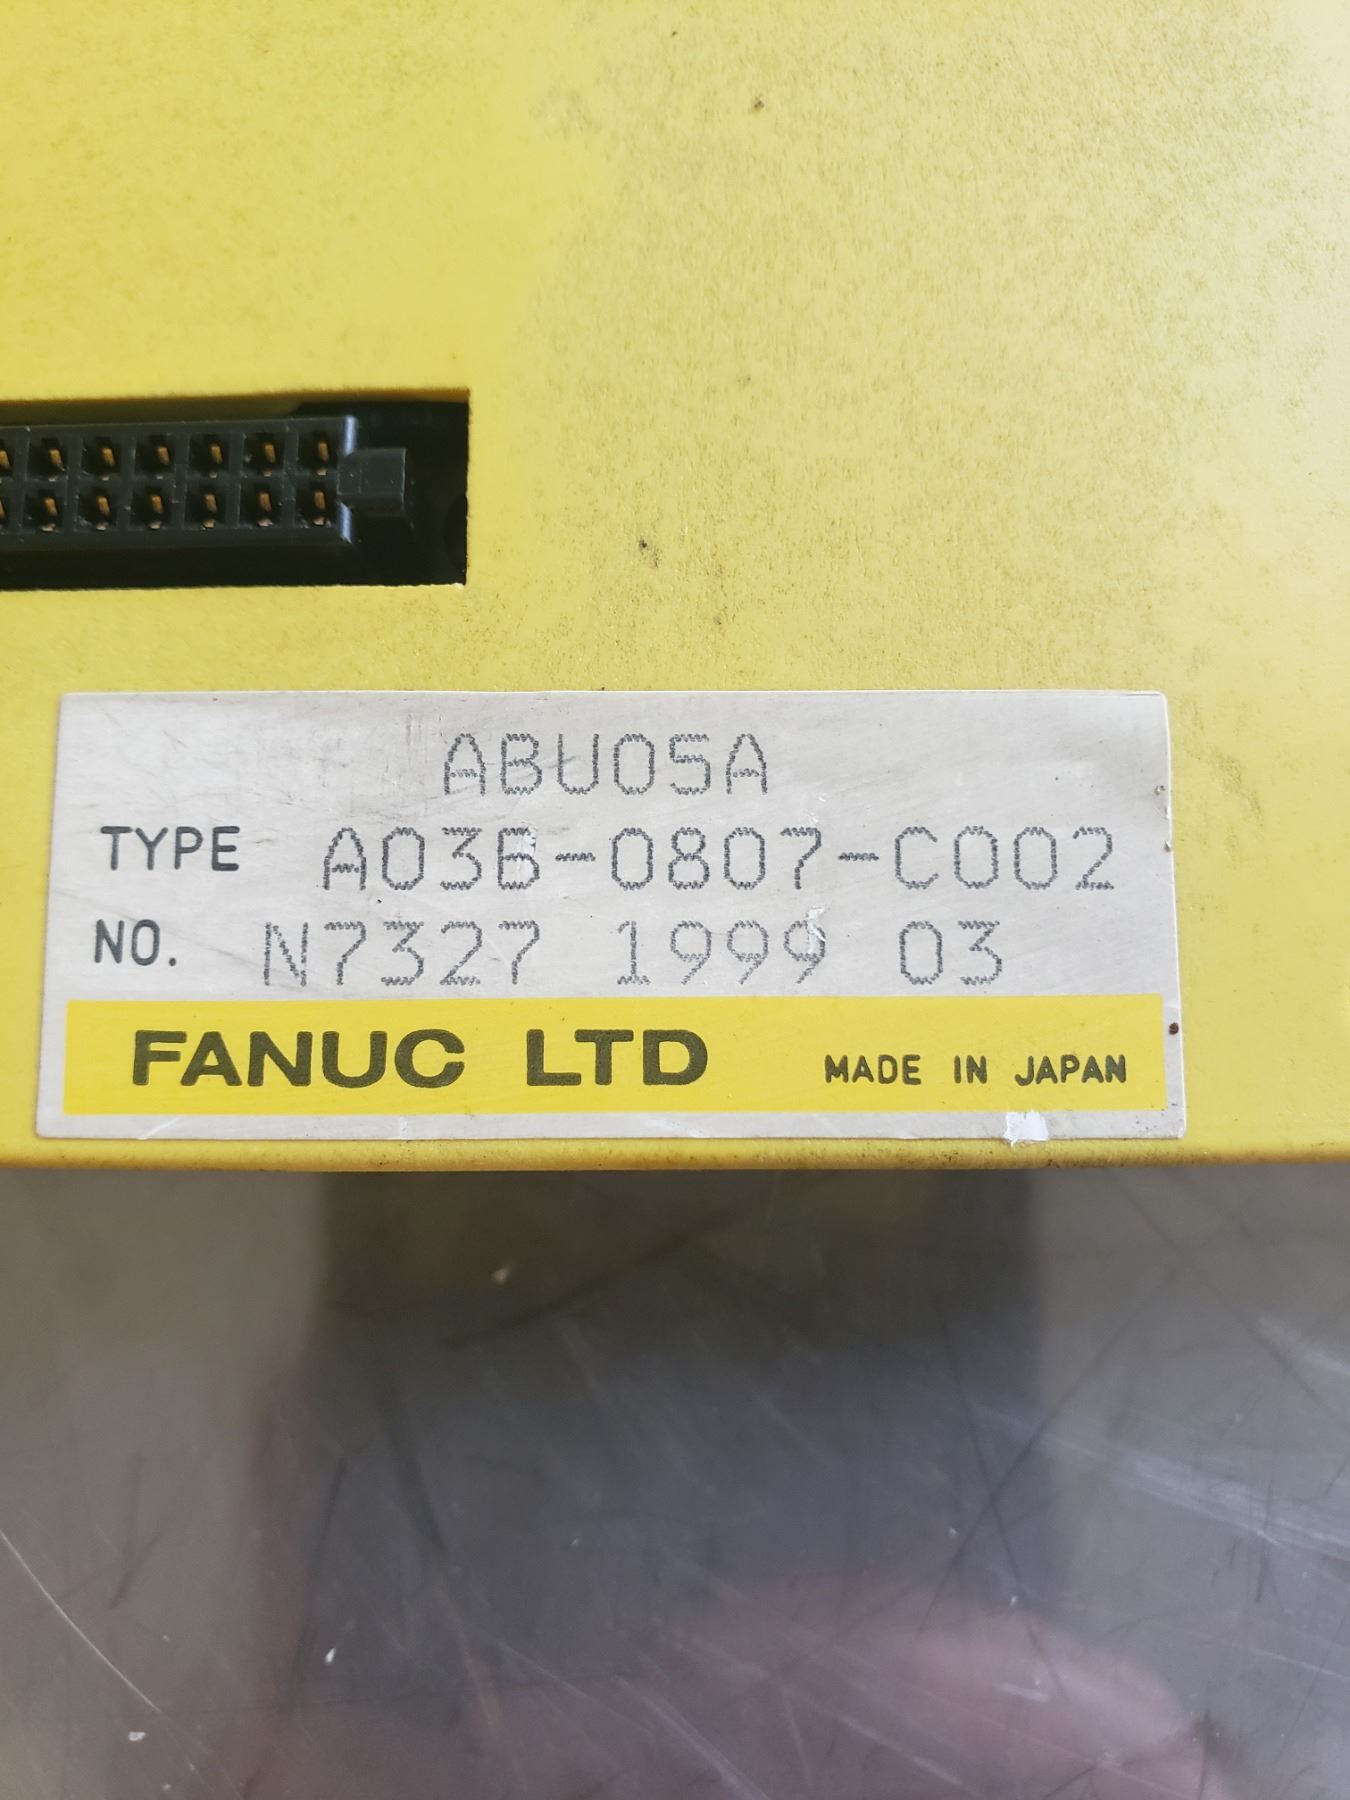 ABU05A
TYPE A03B-0807-C002
NO. N7327 1999 03
FANUC LTD MADE IN JAPAN